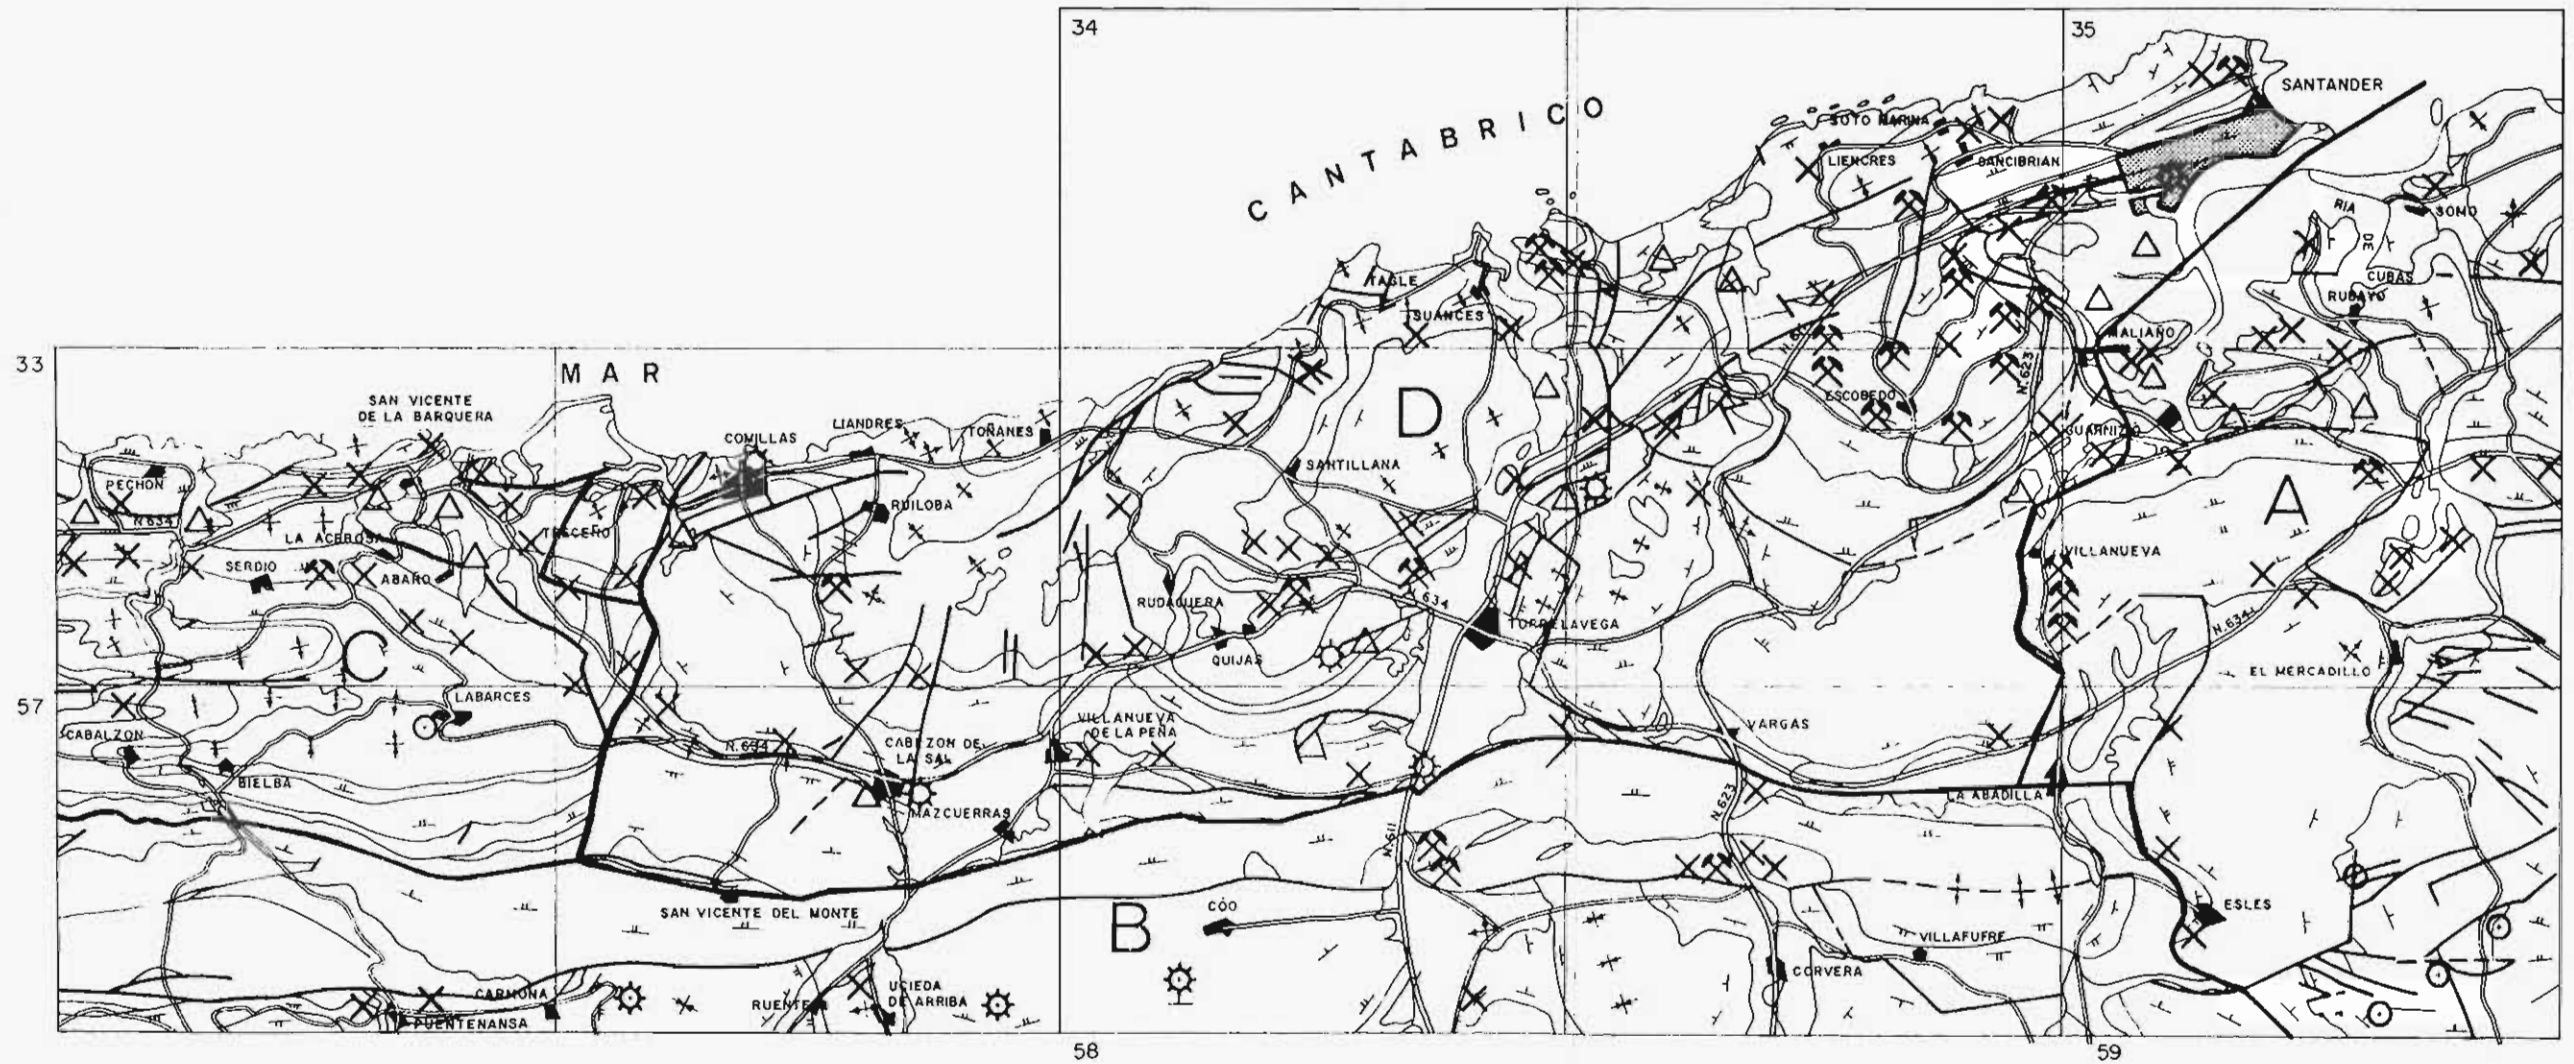 34
35
SANTANDER
CANTABRICO
SOTO MARINA
LIENCRES
SANCIBRIAN
RIA
DE
CUBAS
SOMO
TAGLE
SUANCES
RUBAYO
MALIAÑO
33
MAR
N.623
SAN VICENTE
DE LA BARQUERA
D
ESCOBEDO
GUARNIZO
COMILLAS
LIANDRES
TOÑANES
SANTILLANA
PECHON
N 634
A
RUILOBA
LA ACEBOSA
TRECEÑO
VILLANUEVA
SERDIO
ABAÑO
RUDAGUERA
N. 634
TORRELAVEGA
N.634
C
QUIJAS
EL MERCADILLO
57
LABARCES
CABALZON
VILLANUEVA
DE LA PEÑA
VARGAS
N.634
CABEZON DE
LA SAL
BIELBA
MAZCUERRAS
N.623
LA ABADILLA
N.611
SAN VICENTE DEL MONTE
B
CÓO
ESLES
VILLAFUFRE
CORVERA
CARMONA
PUENTENANSA
RUENTE
UCIEDA
DE ARRIBA
58
59